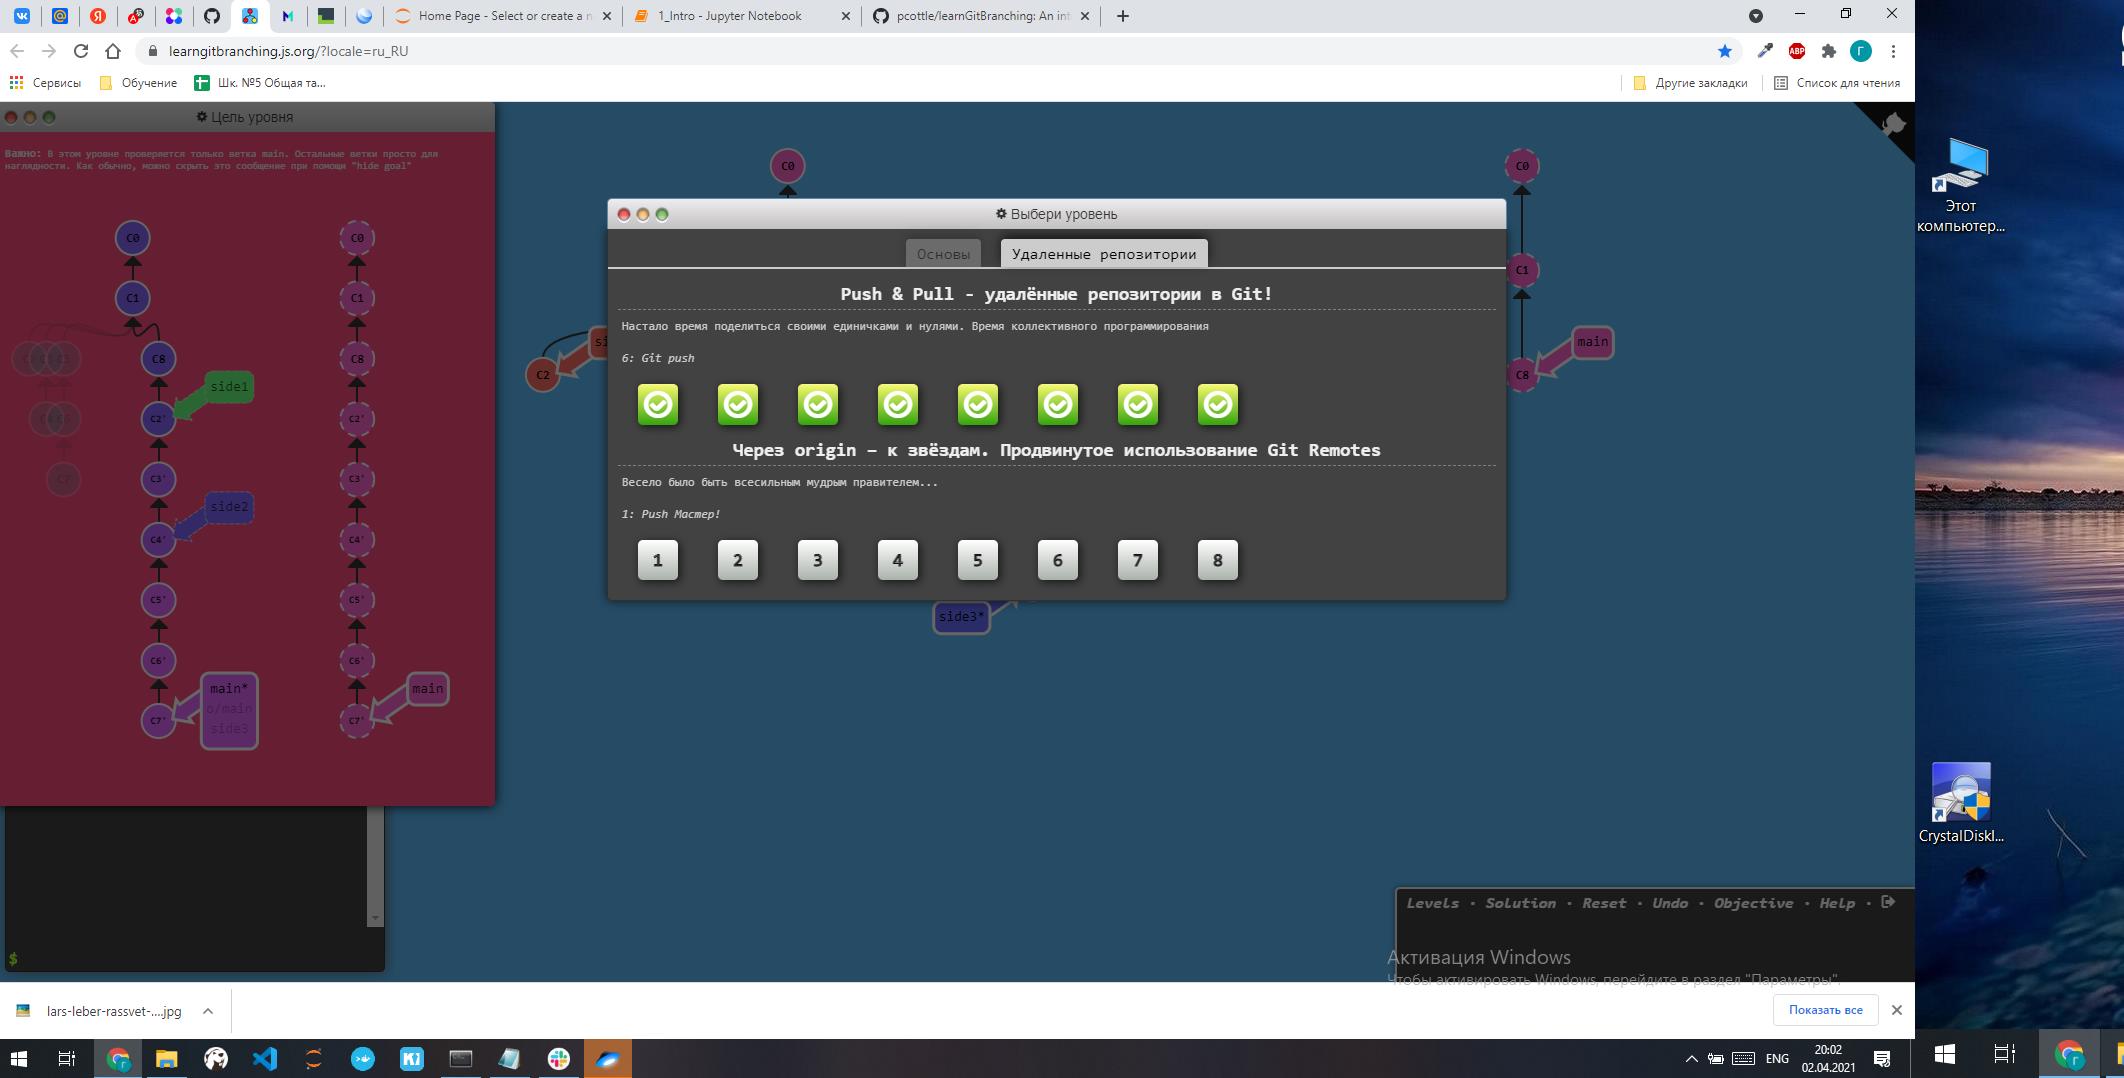 Home Page - Select or create a n
1_Intro - Jupyter Notebook
pcottle/learnGitBranching: An int
learngitbranching.js.org/?locale=ru_RU
ABP
Г
Сервисы
Обучение
Шк. №5 Общая та...
Другие закладки
Список для чтения
Цель уровня
Важно: В этом уровне проверяется только ветка main. Остальные ветки просто для
наглядности. Как обычно, можно скрыть это сообщение при помощи "hide goal"
C0
C1
C8
C2'
side1
C3'
C4'
side2
C5'
C6'
C7'
main*
o/main
side3
C7
C0
C1
C8
C2'
C3'
C4'
C5'
C6'
C7'
main
C0
C2
si
side3*
C0
C1
C8
main
Выбери уровень
Основы
Удаленные репозитории
Push & Pull - удалённые репозитории в Git!
Настало время поделиться своими единичками и нулями. Время коллективного программирования
6: Git push
Через origin – к звёздам. Продвинутое использование Git Remotes
Весело было быть всесильным мудрым правителем...
1: Push Мастер!
1 2 3 4 5 6 7 8
$
Levels · Solution · Reset · Undo · Objective · Help ·
Активация Windows
Чтобы активировать Windows, перейдите в раздел "Параметры".
lars-leber-rassvet-....jpg
Показать все
ENG
20:02
02.04.2021
Этот
компьютер...
CrystalDiskI...